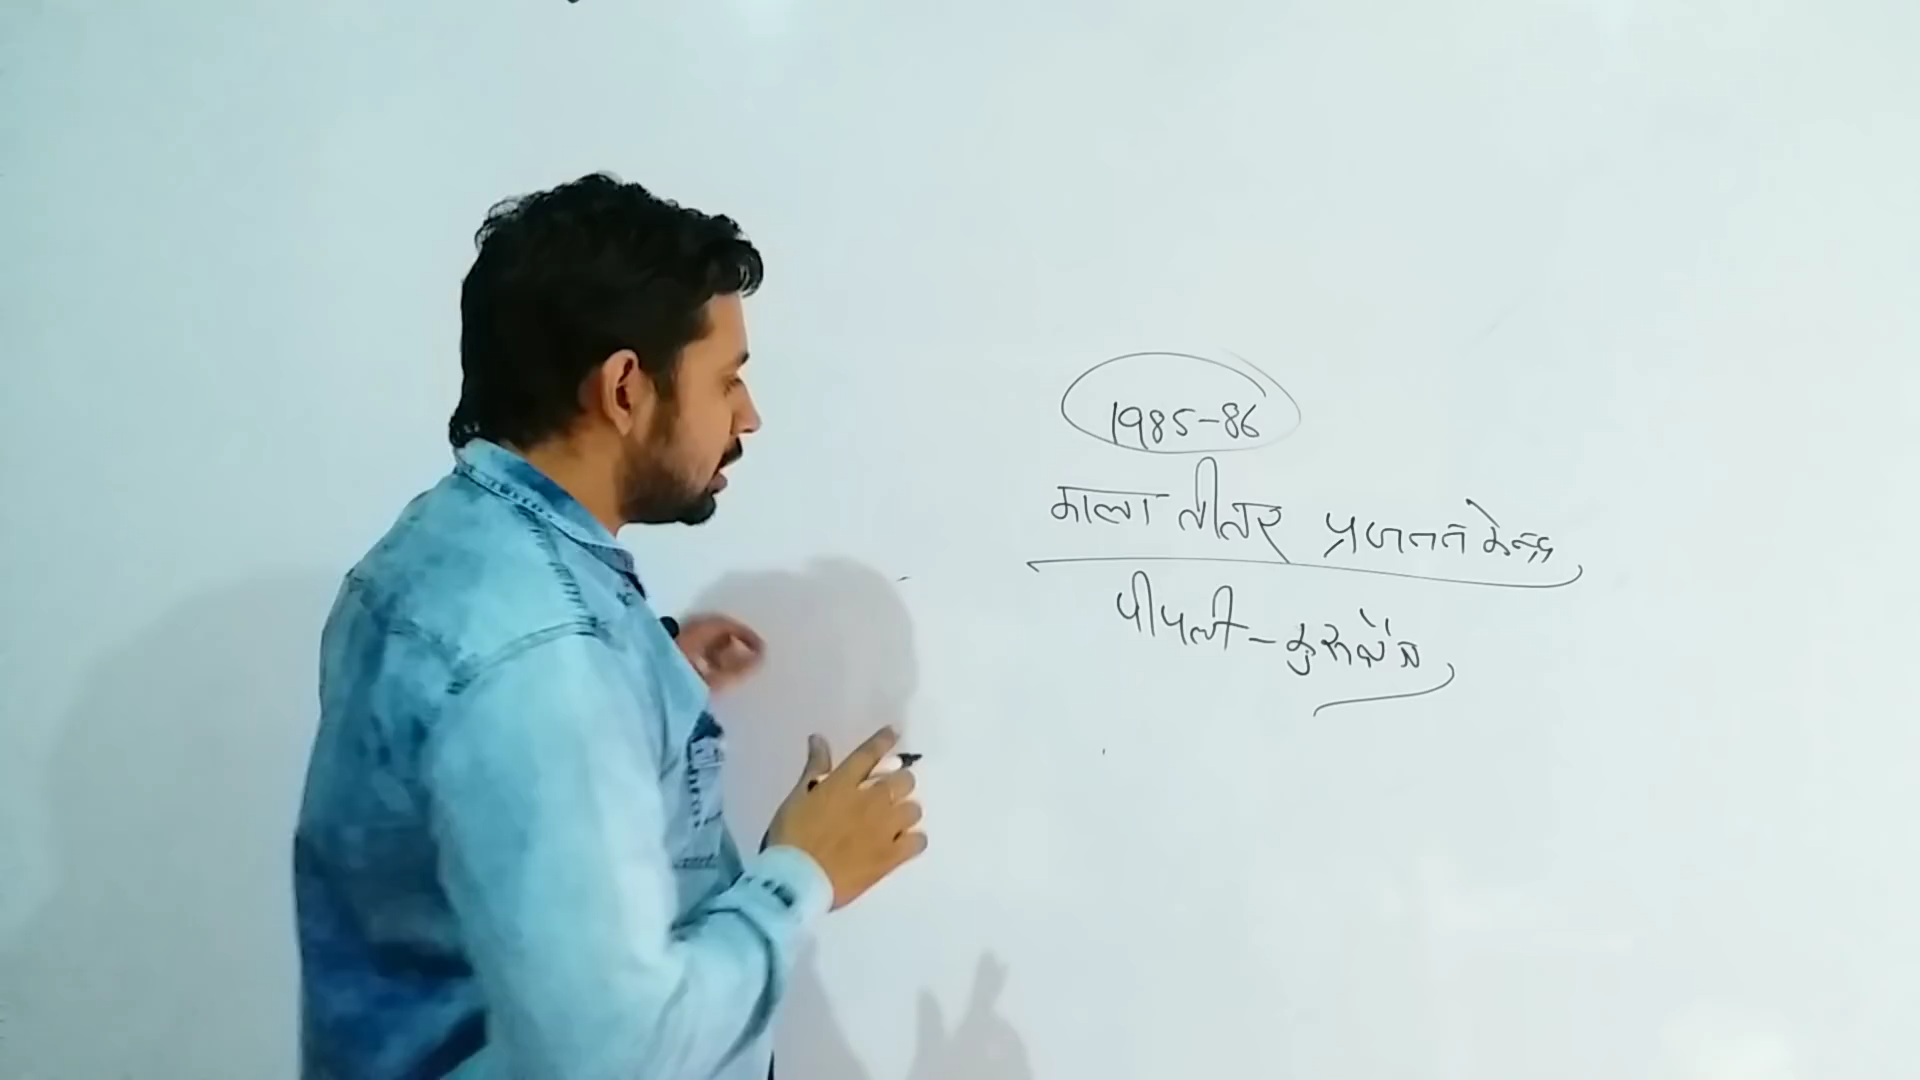 1985-86
काला तीतर प्रजनन केन्द्र
पीपली - कुरुक्षेत्र